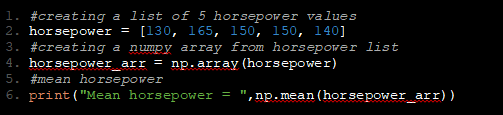 1. #creating a list of 5 horsepower values
2. horsepower = [130, 165, 150, 150, 140]
3. #creating a numpy array from horsepower list
4. horsepower_arr = np.array(horsepower)
5. #mean horsepower
6. print("Mean horsepower = ",np.mean(horsepower_arr))